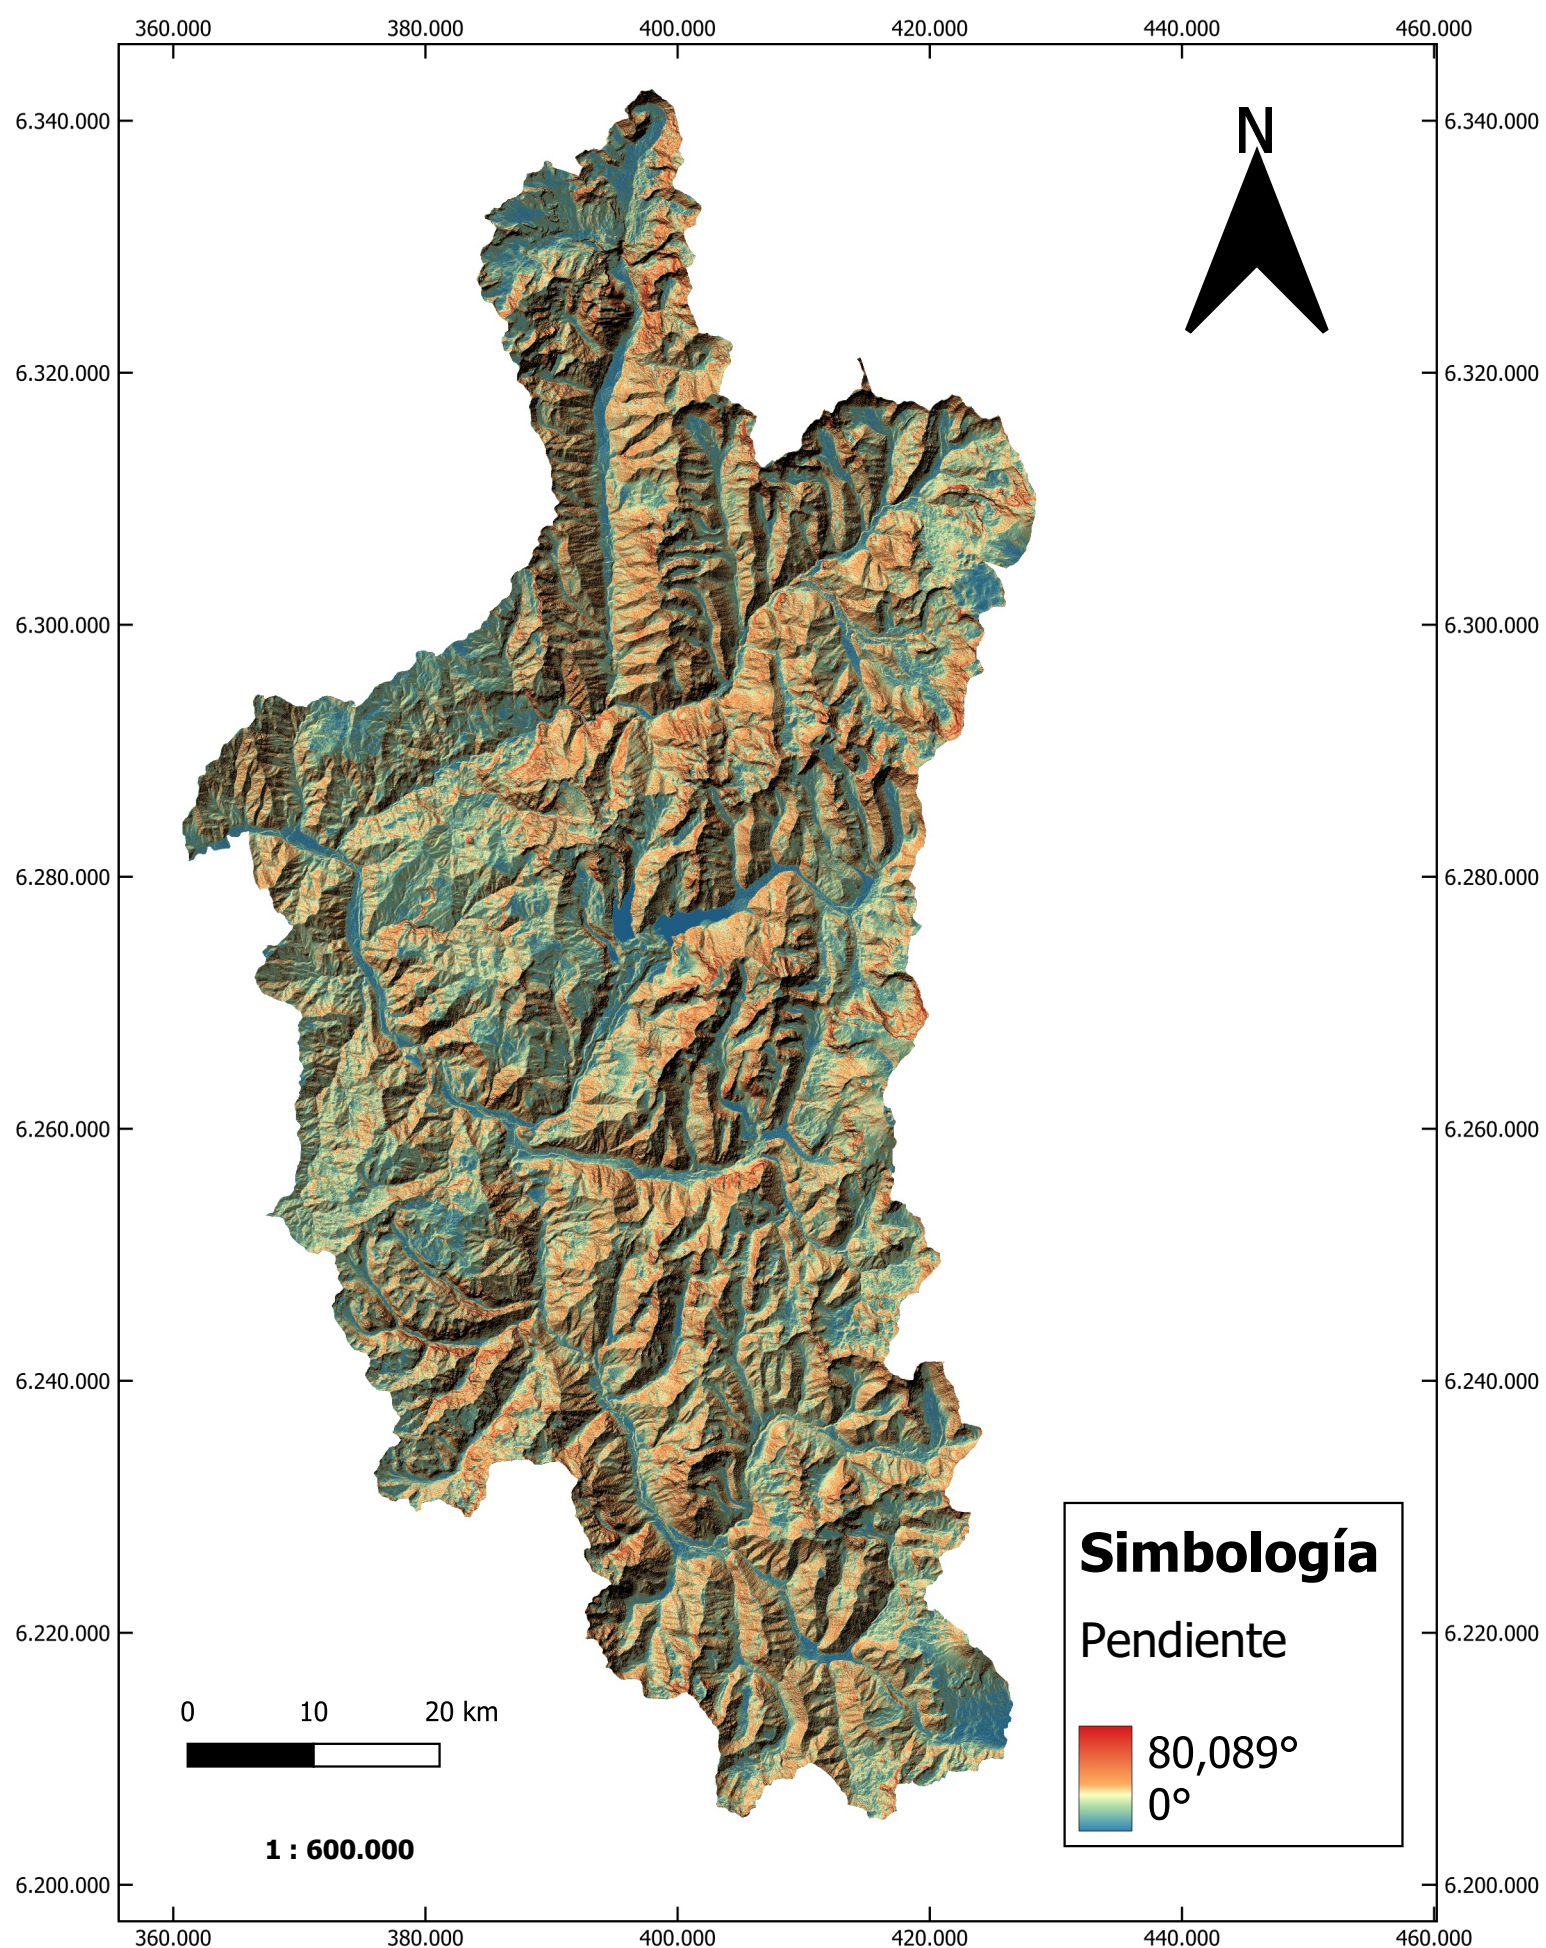 360.000 380.000 400.000 420.000 440.000 460.000
6.340.000 6.340.000
N
6.320.000 6.320.000
6.300.000 6.300.000
6.280.000 6.280.000
6.260.000 6.260.000
6.240.000 6.240.000
Simbología
6.220.000 6.220.000
Pendiente
0 10 20 km
80,089°
0°
1 : 600.000
6.200.000 6.200.000
360.000 380.000 400.000 420.000 440.000 460.000